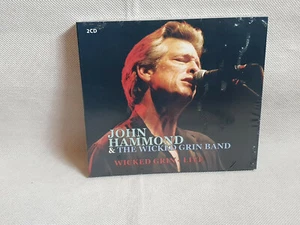 2CD
JOHN
HAMMOND
& THE WICKED GRIN BAND
WICKED GRIN LIVE